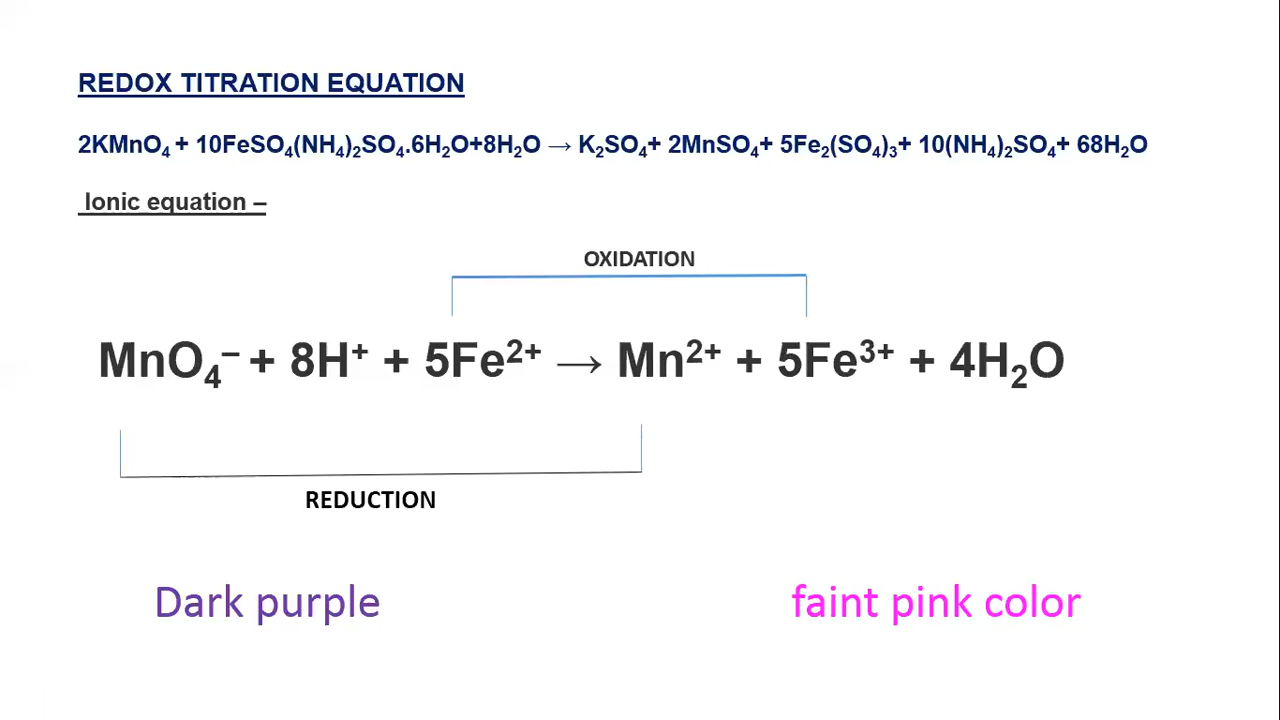 REDOX TITRATION EQUATION
2KMnO₄ + 10FeSO₄(NH₄)₂SO₄.6H₂O+8H₂O → K₂SO₄+ 2MnSO₄+ 5Fe₂(SO₄)₃+ 10(NH₄)₂SO₄+ 68H₂O
Ionic equation –
OXIDATION
MnO₄⁻ + 8H⁺ + 5Fe²⁺ → Mn²⁺ + 5Fe³⁺ + 4H₂O
REDUCTION
Dark purple faint pink color